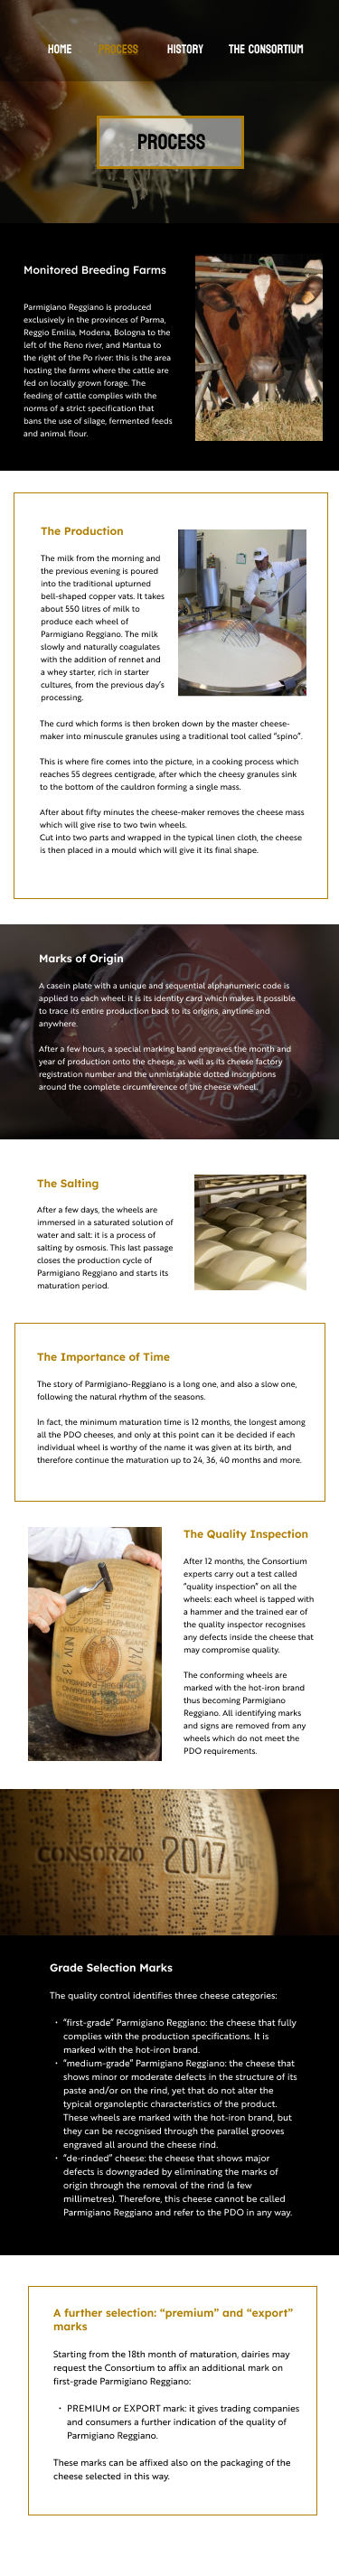 HOME PROCESS HISTORY THE CONSORTIUM
PROCESS
Monitored Breeding Farms
Parmigiano Reggiano is produced
exclusively in the provinces of Parma,
Reggio Emilia, Modena, Bologna to the
left of the Reno river, and Mantua to
the right of the Po river: this is the area
hosting the farms where the cattle are
fed on locally grown forage. The
feeding of cattle complies with the
norms of a strict specification that
bans the use of silage, fermented feeds
and animal flour.
The Production
The milk from the morning and
the previous evening is poured
into the traditional upturned
bell-shaped copper vats. It takes
about 550 litres of milk to
produce each wheel of
Parmigiano Reggiano. The milk
slowly and naturally coagulates
with the addition of rennet and
a whey starter, rich in starter
cultures, from the previous day's
processing.
The curd which forms is then broken down by the master cheese-
maker into minuscule granules using a traditional tool called "spino".
This is where fire comes into the picture, in a cooking process which
reaches 55 degrees centigrade, after which the cheesy granules sink
to the bottom of the cauldron forming a single mass.
After about fifty minutes the cheese-maker removes the cheese mass
which will give rise to two twin wheels.
Cut into two parts and wrapped in the typical linen cloth, the cheese
is then placed in a mould which will give it its final shape.
Marks of Origin
A casein plate with a unique and sequential alphanumeric code is
applied to each wheel: it is its identity card which makes it possible
to trace its entire production back to its origins, anytime and
anywhere.
After a few hours, a special marking band engraves the month and
year of production onto the cheese, as well as its cheese factory
registration number and the unmistakable dotted inscriptions
around the complete circumference of the cheese wheel.
The Salting
After a few days, the wheels are
immersed in a saturated solution of
water and salt: it is a process of
salting by osmosis. This last passage
closes the production cycle of
Parmigiano Reggiano and starts its
maturation period.
The Importance of Time
The story of Parmigiano-Reggiano is a long one, and also a slow one,
following the natural rhythm of the seasons.
In fact, the minimum maturation time is 12 months, the longest among
all the PDO cheeses, and only at this point can it be decided if each
individual wheel is worthy of the name it was given at its birth, and
therefore continue the maturation up to 24, 36, 40 months and more.
The Quality Inspection
After 12 months, the Consortium
experts carry out a test called
"quality inspection" on all the
wheels: each wheel is tapped with
a hammer and the trained ear of
the quality inspector recognises
any defects inside the cheese that
may compromise quality.
The conforming wheels are
marked with the hot-iron brand
thus becoming Parmigiano
Reggiano. All identifying marks
and signs are removed from any
wheels which do not meet the
PDO requirements.
NOV 13
CONSORZIO 2017
Grade Selection Marks
The quality control identifies three cheese categories:
• "first-grade" Parmigiano Reggiano: the cheese that fully
complies with the production specifications. It is
marked with the hot-iron brand.
• "medium-grade" Parmigiano Reggiano: the cheese that
shows minor or moderate defects in the structure of its
paste and/or on the rind, yet that do not alter the
typical organoleptic characteristics of the product.
These wheels are marked with the hot-iron brand, but
they can be recognised through the parallel grooves
engraved all around the cheese rind.
• "de-rinded" cheese: the cheese that shows major
defects is downgraded by eliminating the marks of
origin through the removal of the rind (a few
millimetres). Therefore, this cheese cannot be called
Parmigiano Reggiano and refer to the PDO in any way.
A further selection: "premium" and "export"
marks
Starting from the 18th month of maturation, dairies may
request the Consortium to affix an additional mark on
first-grade Parmigiano Reggiano:
• PREMIUM or EXPORT mark: it gives trading companies
and consumers a further indication of the quality of
Parmigiano Reggiano.
These marks can be affixed also on the packaging of the
cheese selected in this way.